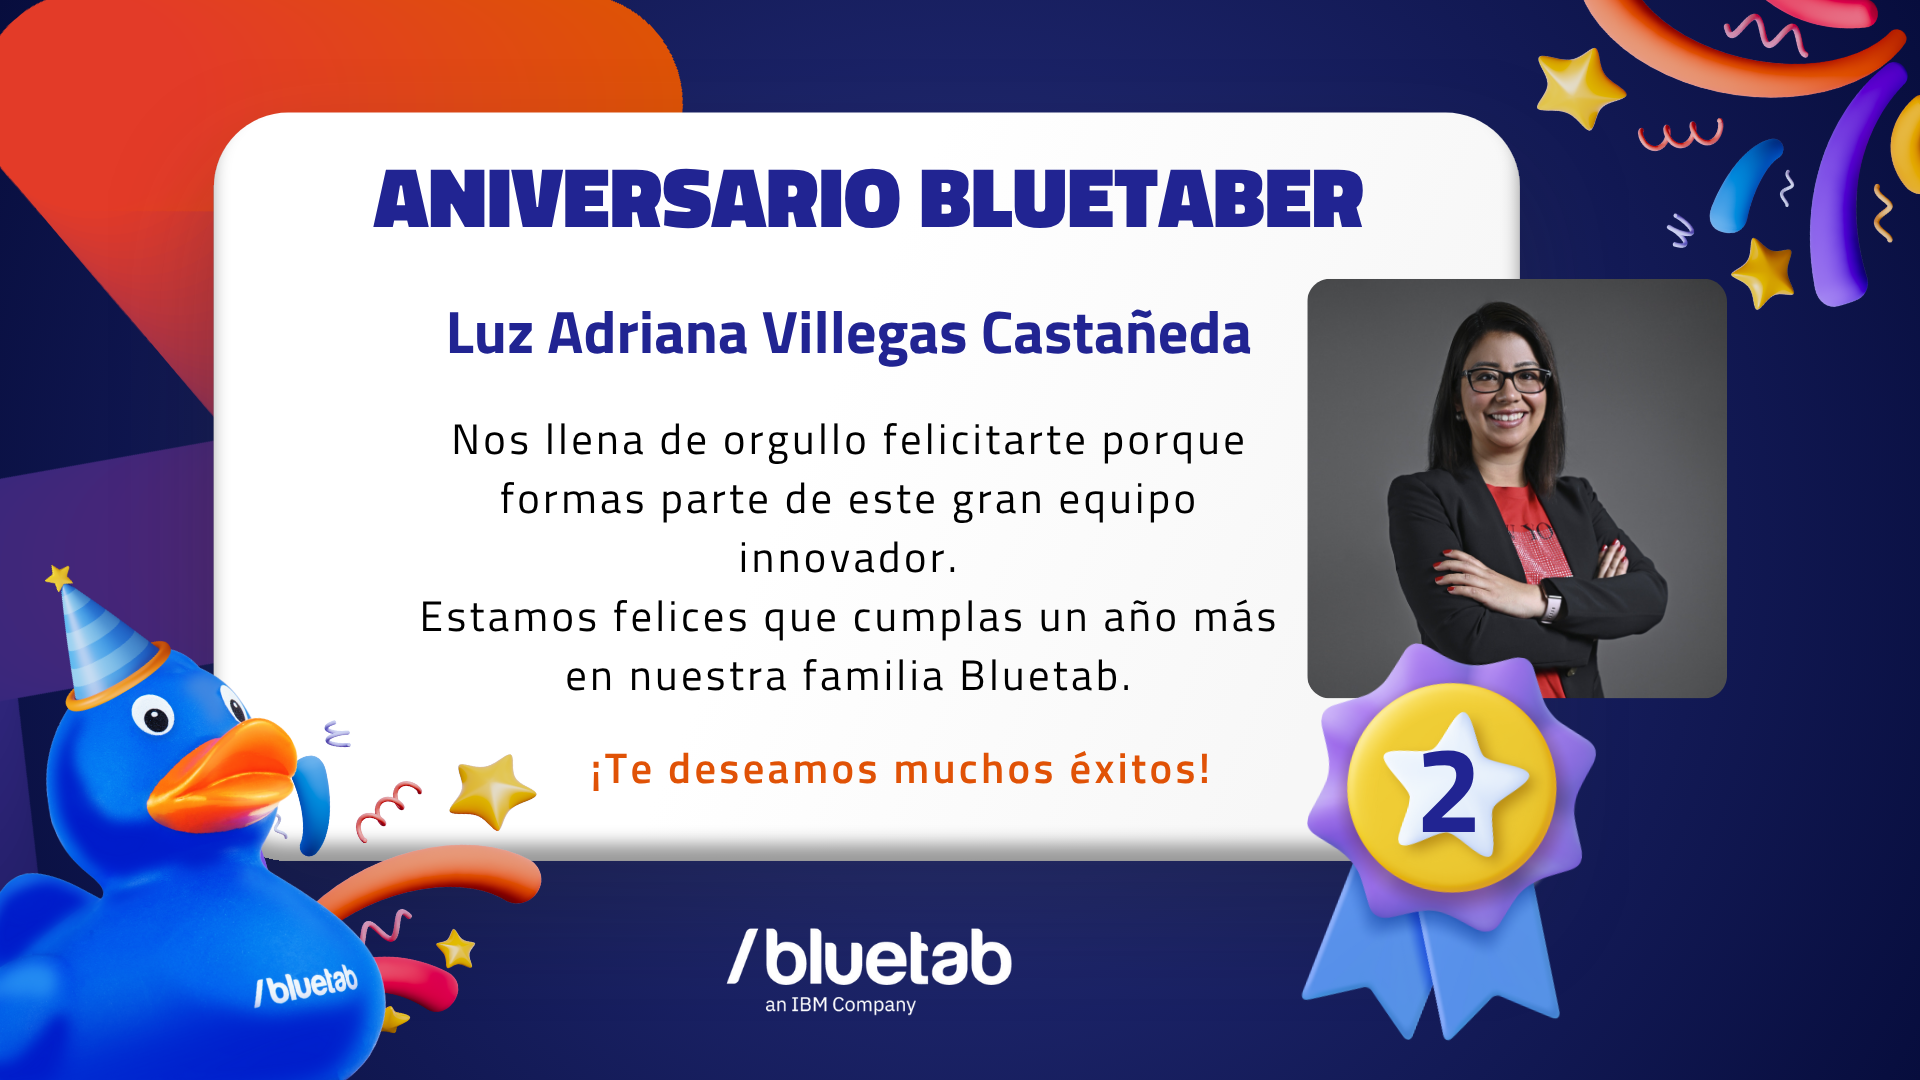 ANIVERSARIO BLUETABER
Luz Adriana Villegas Castañeda
Nos llena de orgullo felicitarte porque
formas parte de este gran equipo
innovador.
Estamos felices que cumplas un año más
en nuestra familia Bluetab.
¡Te deseamos muchos éxitos!
2
/bluetab
/bluetab
an IBM Company